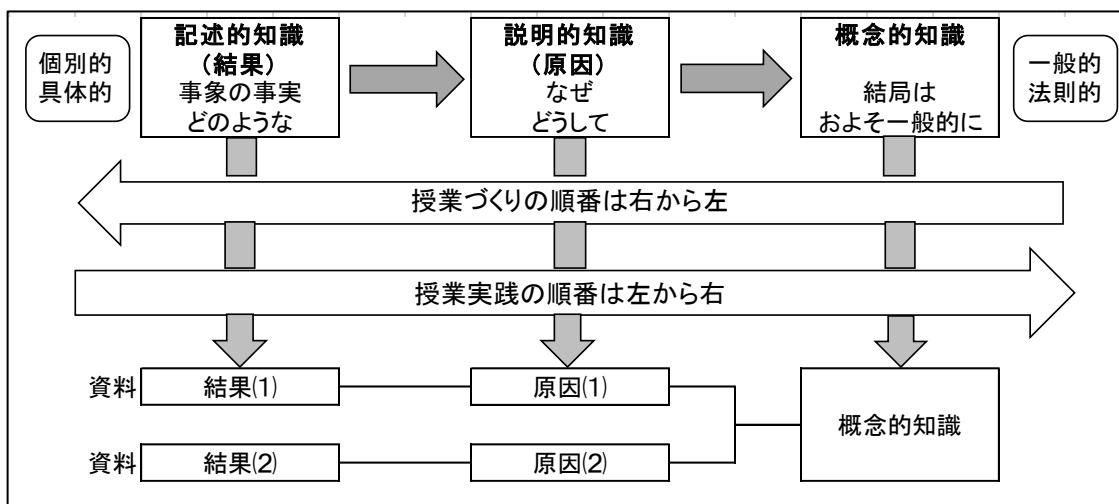 個別的
具体的
記述的知識
(結果)
事象の事実
どのような
説明的知識
(原因)
なぜ
どうして
概念的知識
結局は
およそ一般的に
一般的
法則的
授業づくりの順番は右から左
授業実践の順番は左から右
資料 結果⑴ 原因⑴
概念的知識
資料 結果⑵ 原因⑵